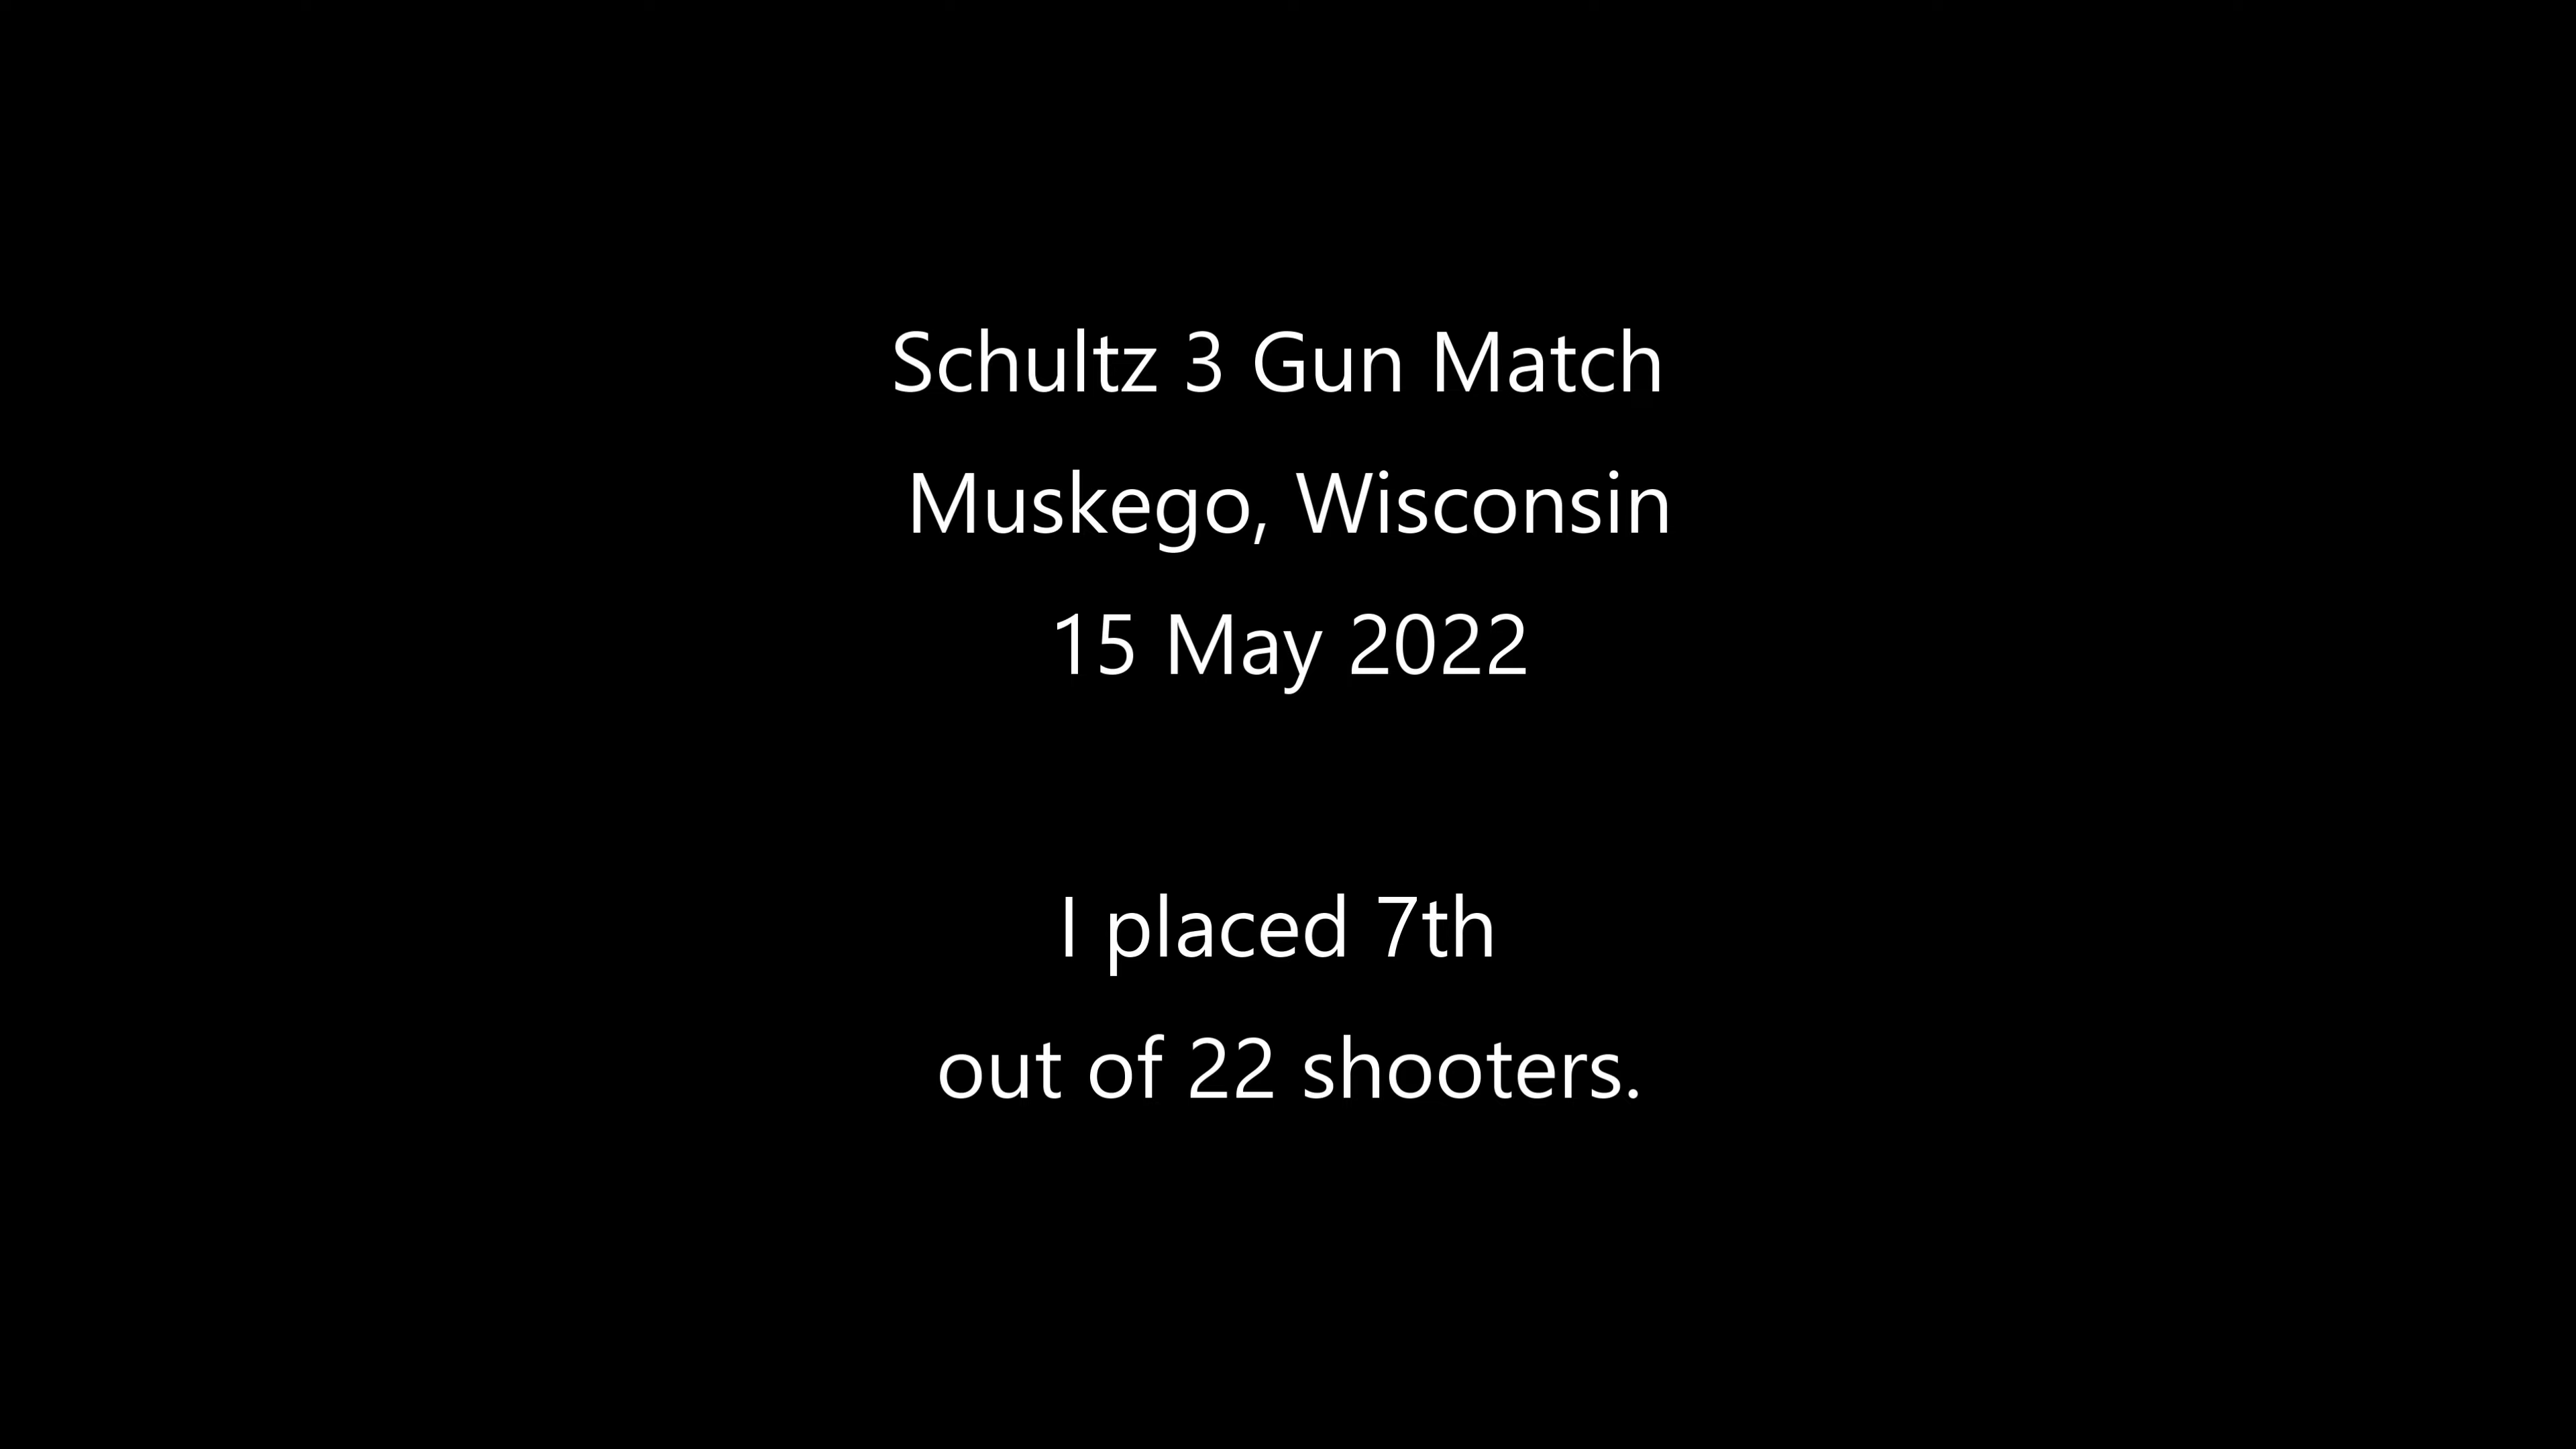 Schultz 3 Gun Match
Muskego, Wisconsin
15 May 2022
I placed 7th
out of 22 shooters.